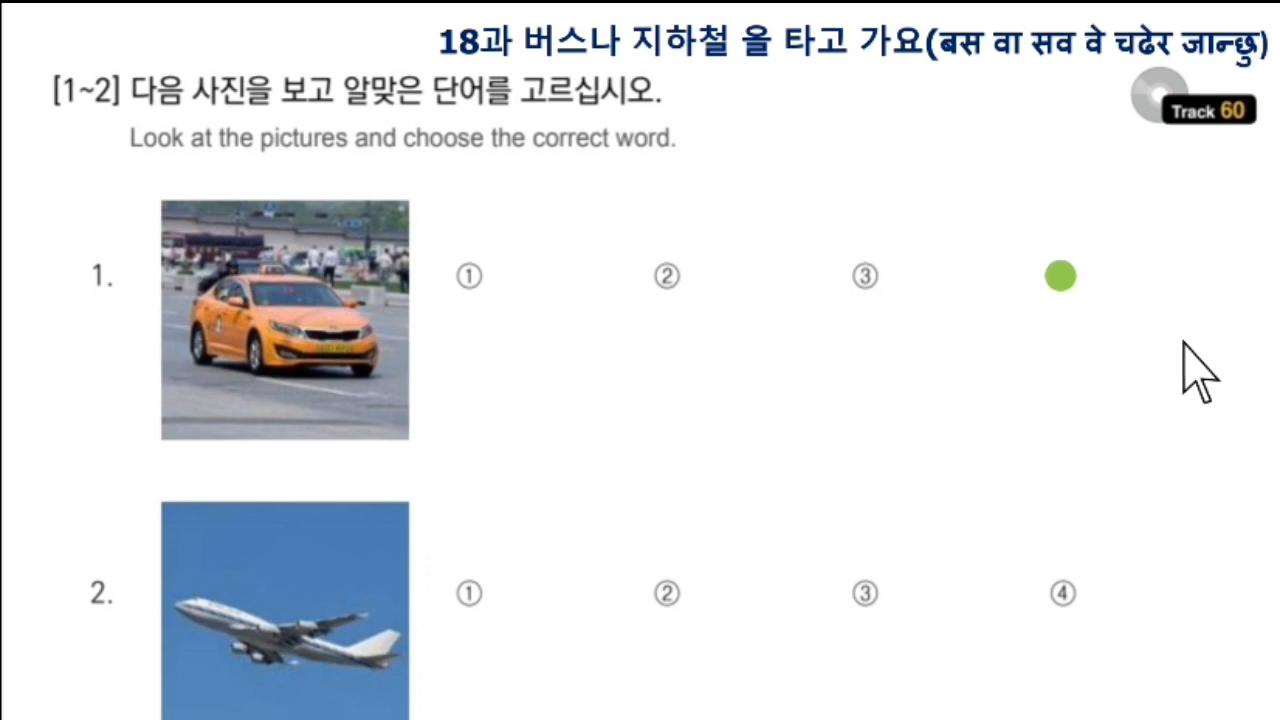 18과 버스나 지하철 을 타고 가요(बस वा सव वे चढेर जान्छु)
[1~2] 다음 사진을 보고 알맞은 단어를 고르십시오.
Track 60
Look at the pictures and choose the correct word.
1. ① ② ③
2. ① ② ③ ④